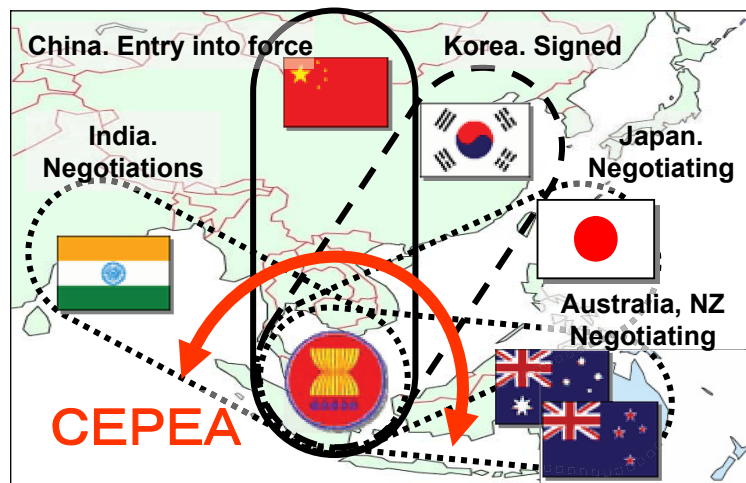 China. Entry into force
Korea. Signed
India.
Negotiations
Japan.
Negotiating
Australia, NZ
Negotiating
CEPEA